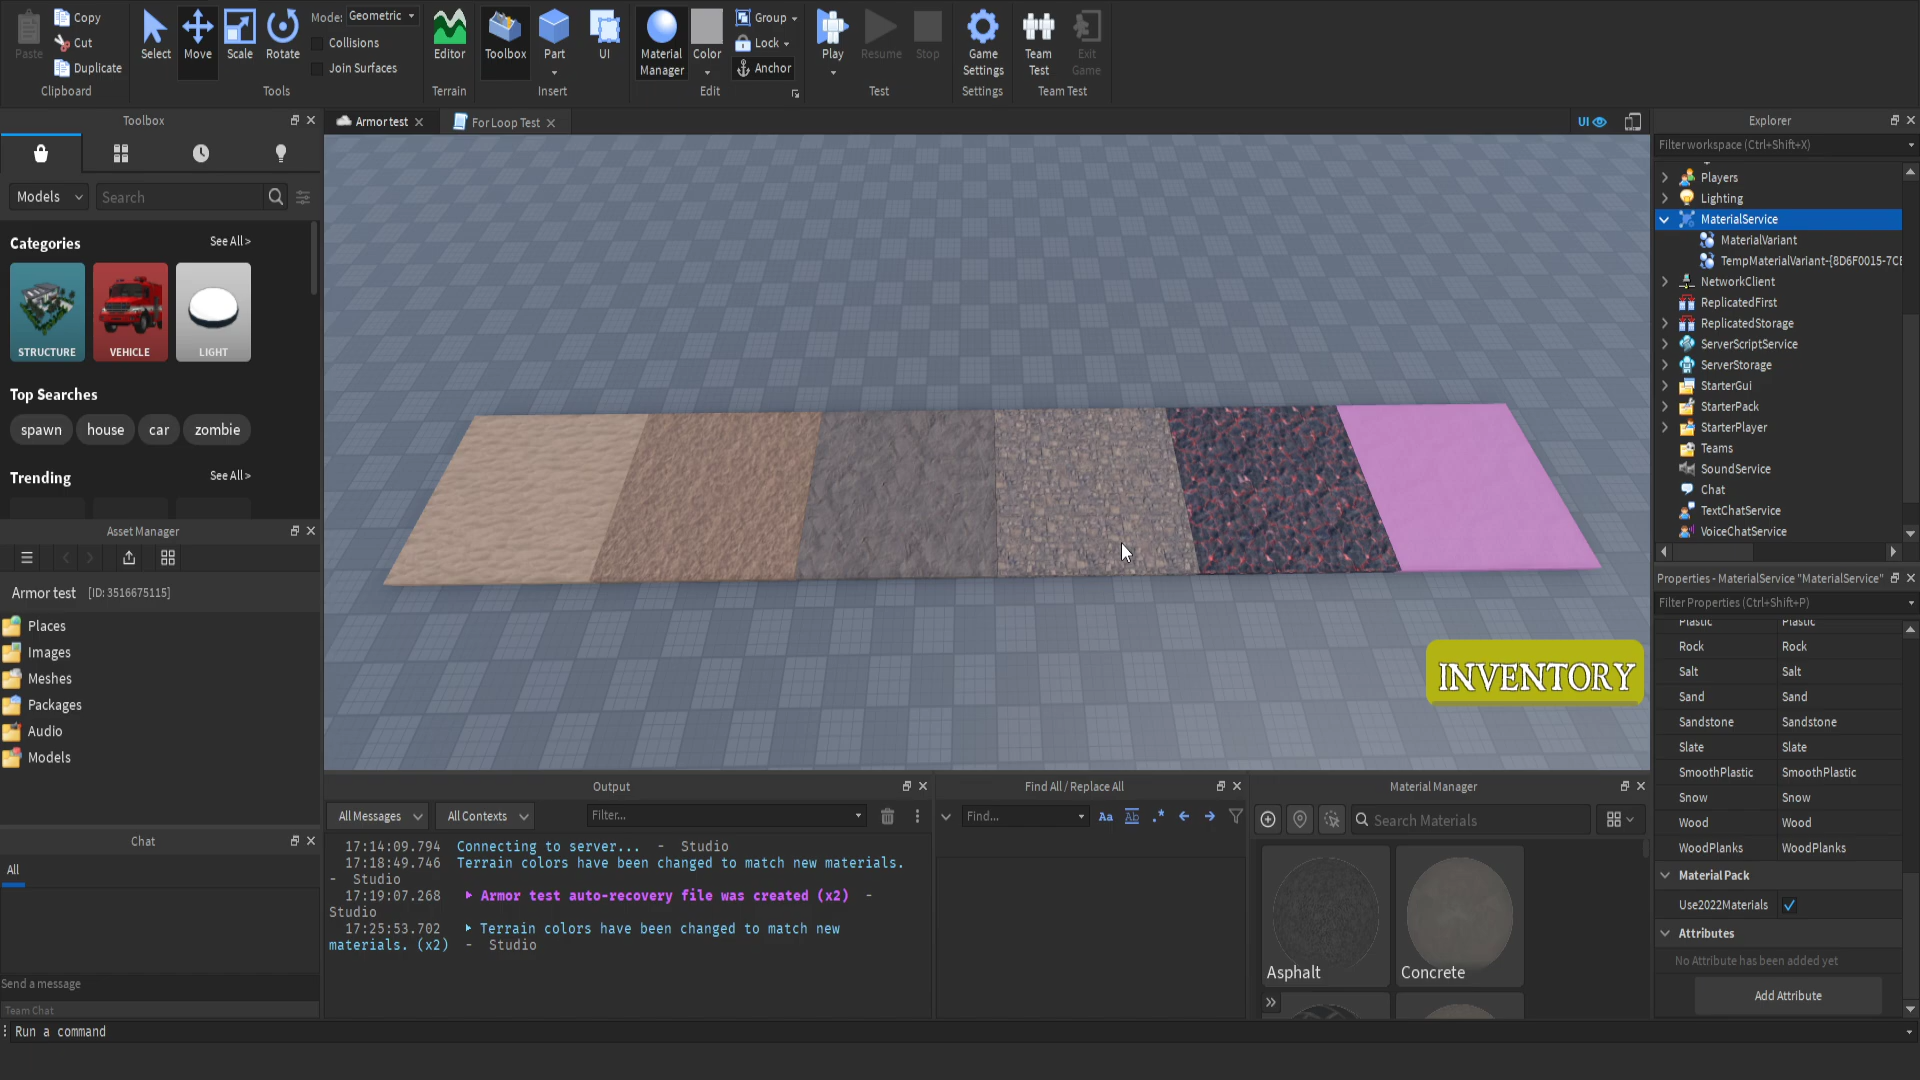 Paste
Copy
Cut
Duplicate
Clipboard
Select
Move
Scale
Rotate
Mode: Geometric
Collisions
Join Surfaces
Tools
Editor
Terrain
Toolbox
Part
UI
Insert
Material
Manager
Color
Group
Lock
Anchor
Edit
Play
Resume
Stop
Test
Game
Settings
Settings
Team
Test
Exit
Game
Team Test
Toolbox
Models
Search
Categories
See All >
STRUCTURE
VEHICLE
LIGHT
Top Searches
spawn
house
car
zombie
Trending
See All >
Asset Manager
Armor test [ID: 3516675115]
Places
Images
Meshes
Packages
Audio
Models
Chat
All
Send a message
Team Chat
Run a command
Armor test
For Loop Test
UI
INVENTORY
Output
All Messages
All Contexts
Filter...
17:14:09.794 Connecting to server... - Studio
17:18:49.746 Terrain colors have been changed to match new materials.
- Studio
17:19:07.268 Armor test auto-recovery file was created (x2) -
Studio
17:25:53.702 Terrain colors have been changed to match new
materials. (x2) - Studio
Find All / Replace All
Find...
Aa
Ab
.*
Material Manager
Search Materials
Asphalt
Concrete
Explorer
Filter workspace (Ctrl+Shift+X)
Players
Lighting
MaterialService
MaterialVariant
TempMaterialVariant-{8D6F0015-7CE
NetworkClient
ReplicatedFirst
ReplicatedStorage
ServerScriptService
ServerStorage
StarterGui
StarterPack
StarterPlayer
Teams
SoundService
Chat
TextChatService
VoiceChatService
Properties - MaterialService "MaterialService"
Filter Properties (Ctrl+Shift+P)
Plastic Plastic
Rock Rock
Salt Salt
Sand Sand
Sandstone Sandstone
Slate Slate
SmoothPlastic SmoothPlastic
Snow Snow
Wood Wood
WoodPlanks WoodPlanks
Material Pack
Use2022Materials
Attributes
No Attribute has been added yet
Add Attribute